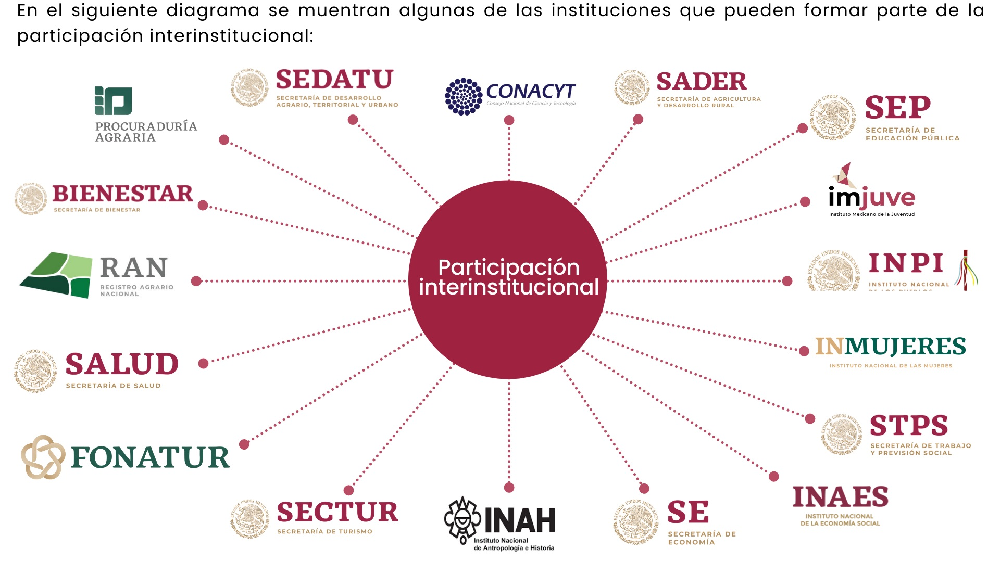 En el siguiente diagrama se muentran algunas de las instituciones que pueden formar parte de la
participación interinstitucional:
PROCURADURÍA
AGRARIA
SEDATU
SECRETARÍA DE DESARROLLO
AGRARIO, TERRITORIAL Y URBANO
CONACYT
Consejo Nacional de Ciencia y Tecnología
SADER
SECRETARÍA DE AGRICULTURA
Y DESARROLLO RURAL
SEP
SECRETARÍA DE
EDUCACIÓN PÚBLICA
BIENESTAR
SECRETARÍA DE BIENESTAR
imjuve
Instituto Mexicano de la Juventud
RAN
REGISTRO AGRARIO
NACIONAL
Participación
interinstitucional
INPI
INSTITUTO NACIONAL
DE LOS PUEBLOS
SALUD
SECRETARÍA DE SALUD
INMUJERES
INSTITUTO NACIONAL DE LAS MUJERES
FONATUR
STPS
SECRETARÍA DE TRABAJO
Y PREVISIÓN SOCIAL
SECTUR
SECRETARÍA DE TURISMO
INAH
Instituto Nacional
de Antropología e Historia
SE
SECRETARÍA DE
ECONOMÍA
INAES
INSTITUTO NACIONAL
DE LA ECONOMÍA SOCIAL